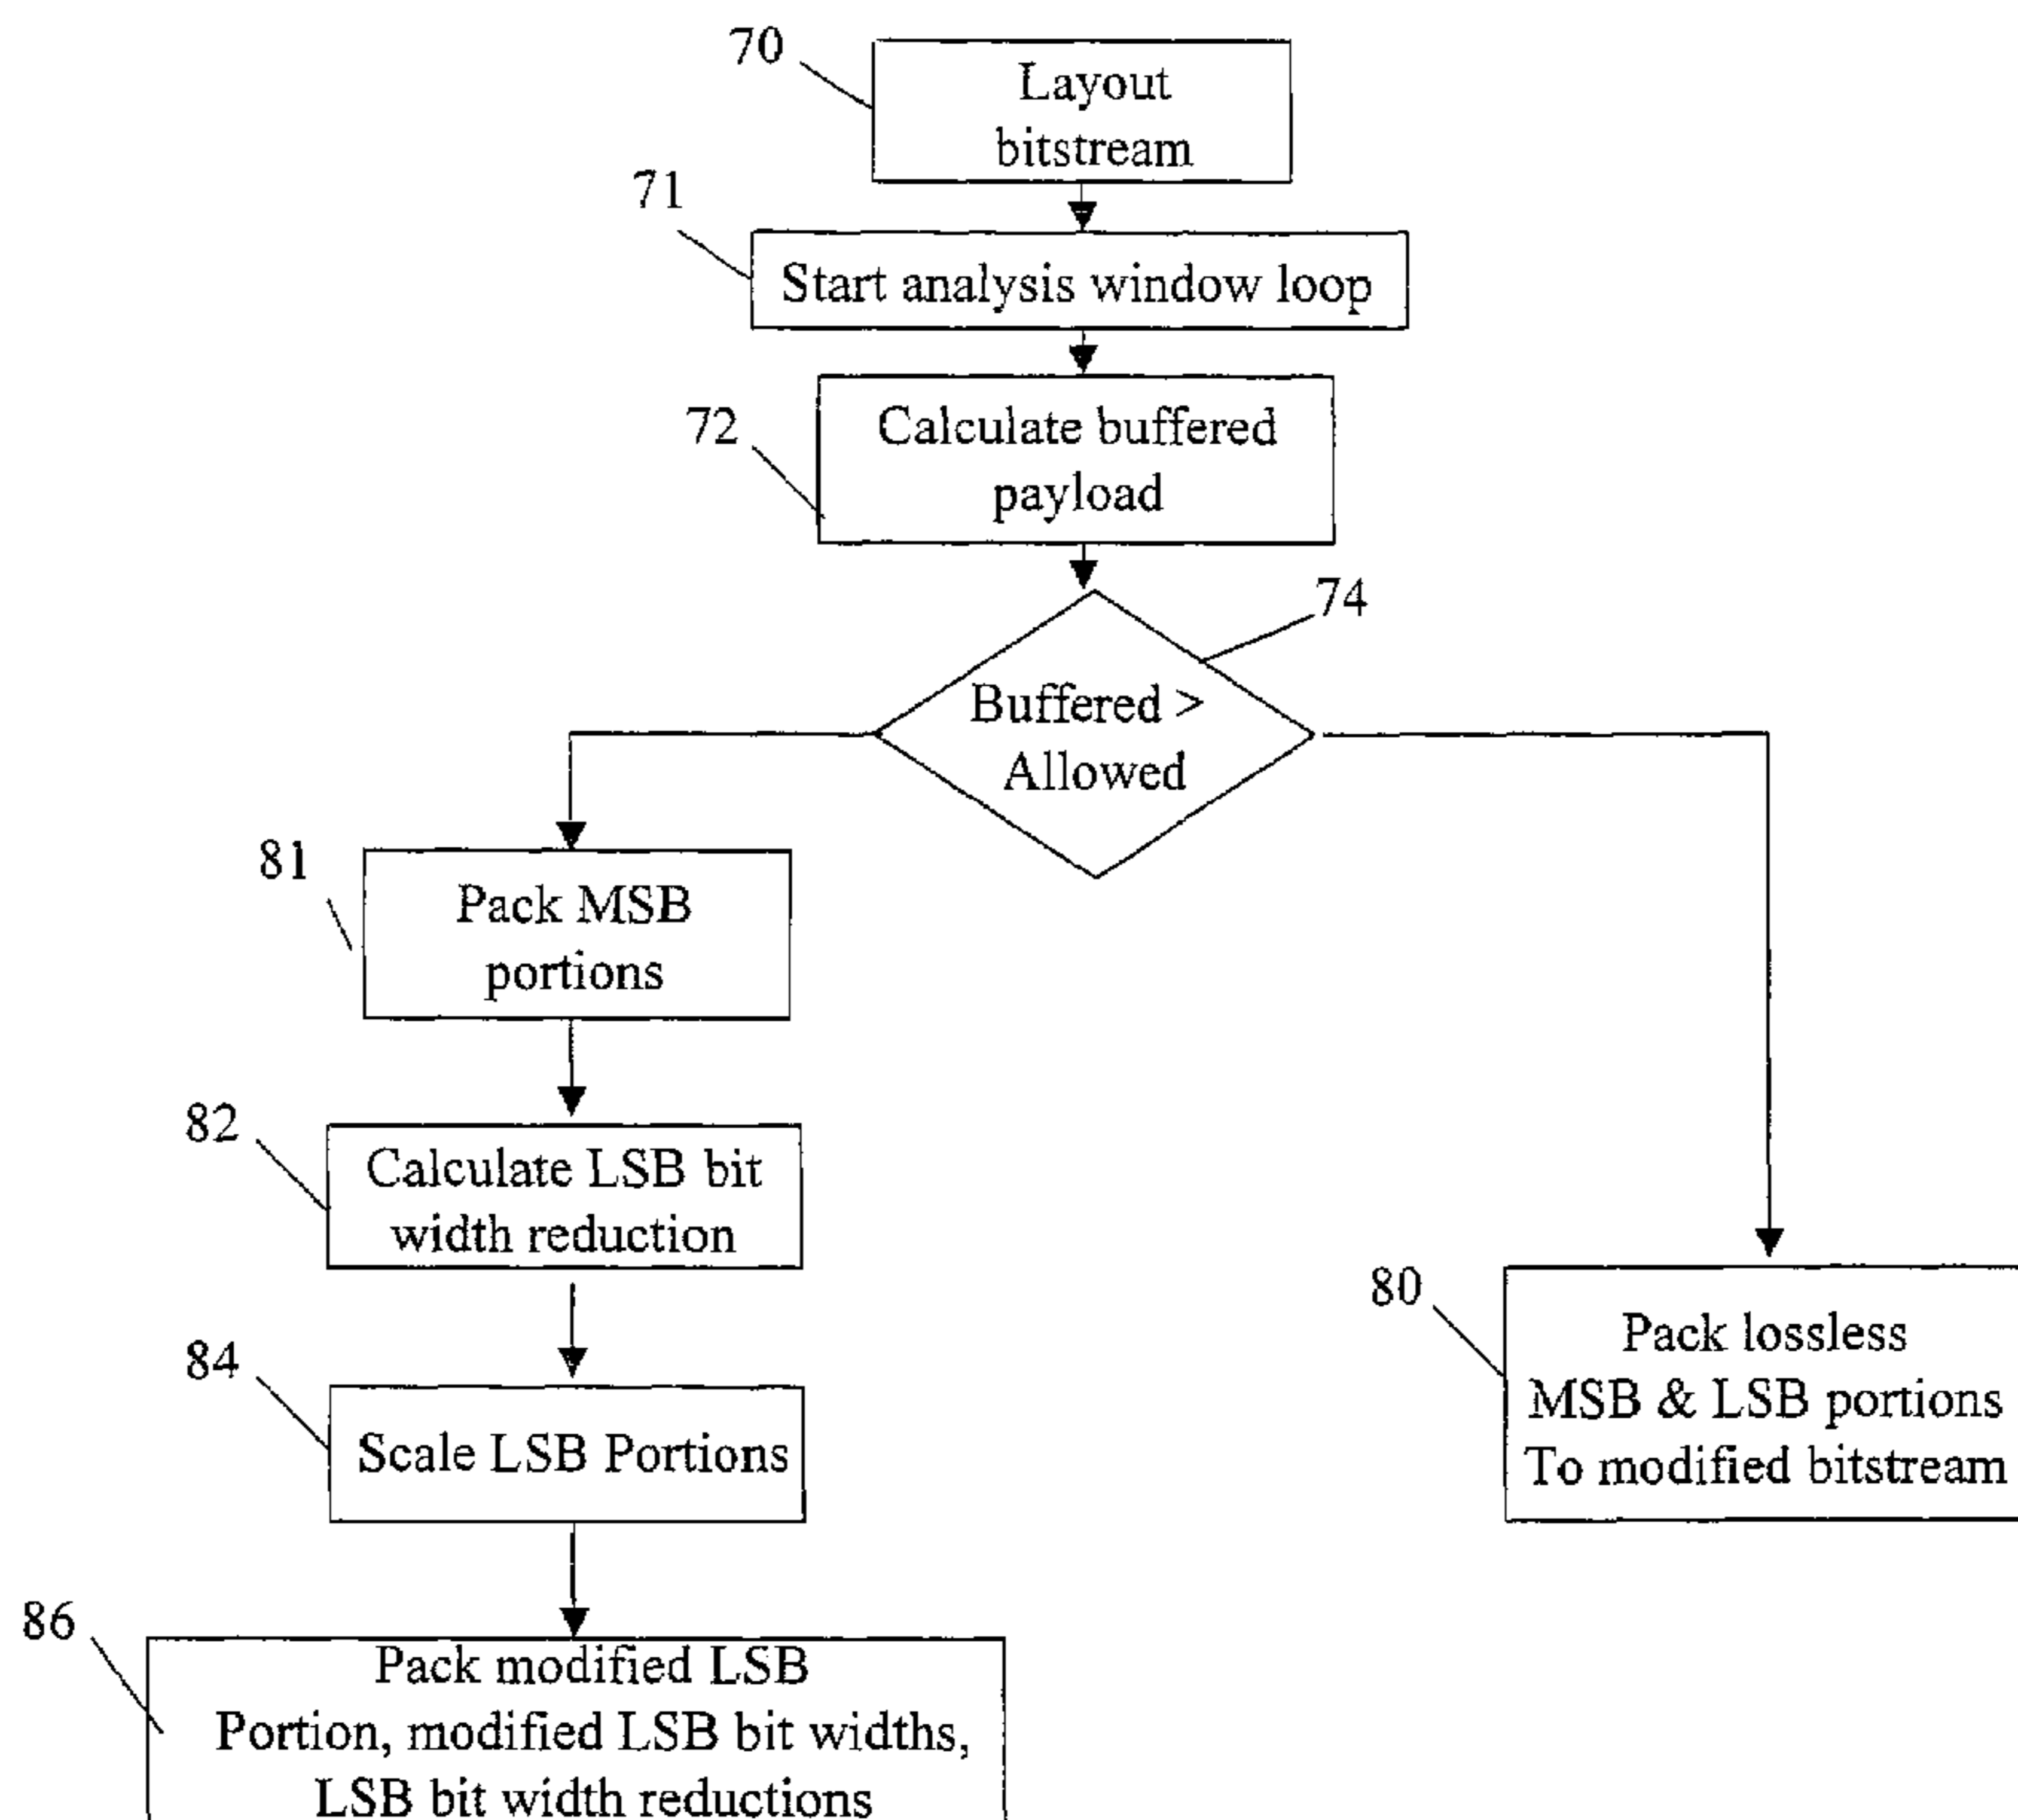 70
Layout
bitstream
71
Start analysis window loop
72
Calculate buffered
payload
74
Buffered >
Allowed
81
Pack MSB
portions
82
Calculate LSB bit
width reduction
84
Scale LSB Portions
80
Pack lossless
MSB & LSB portions
To modified bitstream
86
Pack modified LSB
Portion, modified LSB bit widths,
LSB bit width reductions